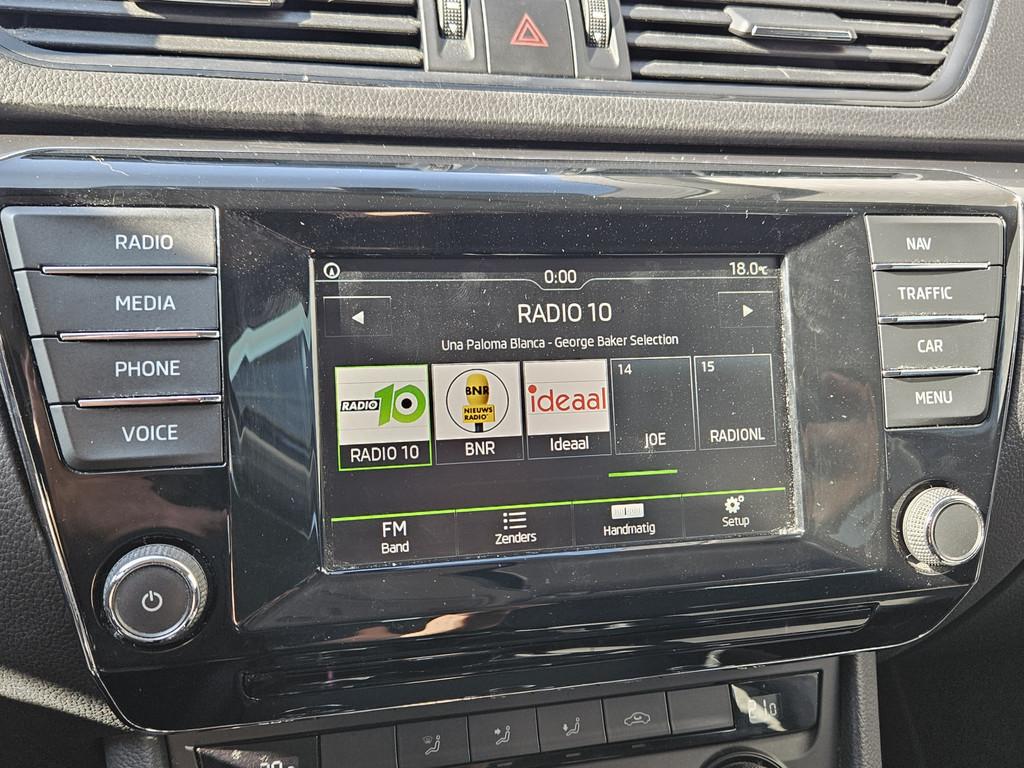 RADIO
MEDIA
PHONE
VOICE
0:00
18.0°C
RADIO 10
Una Paloma Blanca - George Baker Selection
RADIO 10
RADIO 10
BNR
NIEUWS
RADIO
BNR
ideaal
Ideaal
14
JOE
15
RADIONL
FM
Band
Zenders
Handmatig
Setup
NAV
TRAFFIC
CAR
MENU